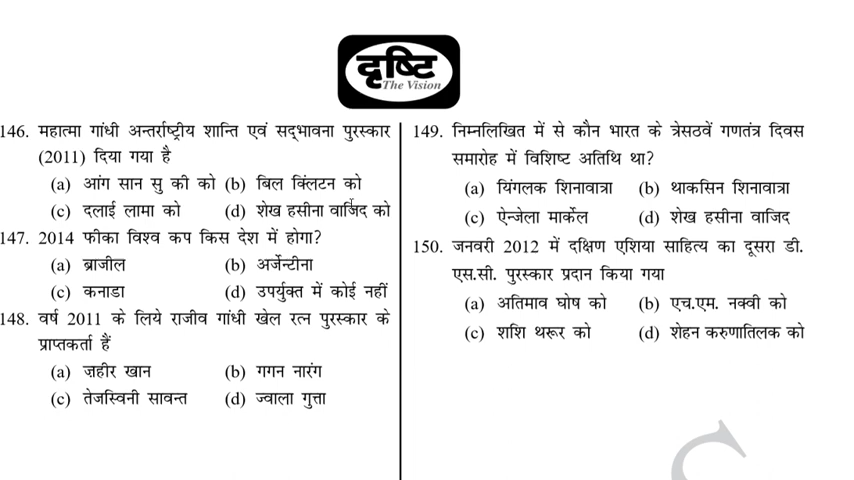 दृष्टि
The Vision
146. महात्मा गांधी अन्तर्राष्ट्रीय शान्ति एवं सद्भावना पुरस्कार
(2011) दिया गया है
(a) आंग सान सु की को (b) बिल क्लिंटन को
(c) दलाई लामा को (d) शेख हसीना वाजिद को
147. 2014 फीका विश्व कप किस देश में होगा?
(a) ब्राजील (b) अर्जेन्टीना
(c) कनाडा (d) उपर्युक्त में कोई नहीं
148. वर्ष 2011 के लिये राजीव गांधी खेल रत्न पुरस्कार के
प्राप्तकर्ता हैं
(a) ज़हीर खान (b) गगन नारंग
(c) तेजस्विनी सावन्त (d) ज्वाला गुत्ता
149. निम्नलिखित में से कौन भारत के त्रेसठवें गणतंत्र दिवस
समारोह में विशिष्ट अतिथि था?
(a) यिंगलक शिनावात्रा (b) थाकसिन शिनावात्रा
(c) ऐन्जेला मार्केल (d) शेख हसीना वाजिद
150. जनवरी 2012 में दक्षिण एशिया साहित्य का दूसरा डी.
एस.सी. पुरस्कार प्रदान किया गया
(a) अतिमाव घोष को (b) एच.एम. नक्वी को
(c) शशि थरूर को (d) शेहन करुणातिलक को